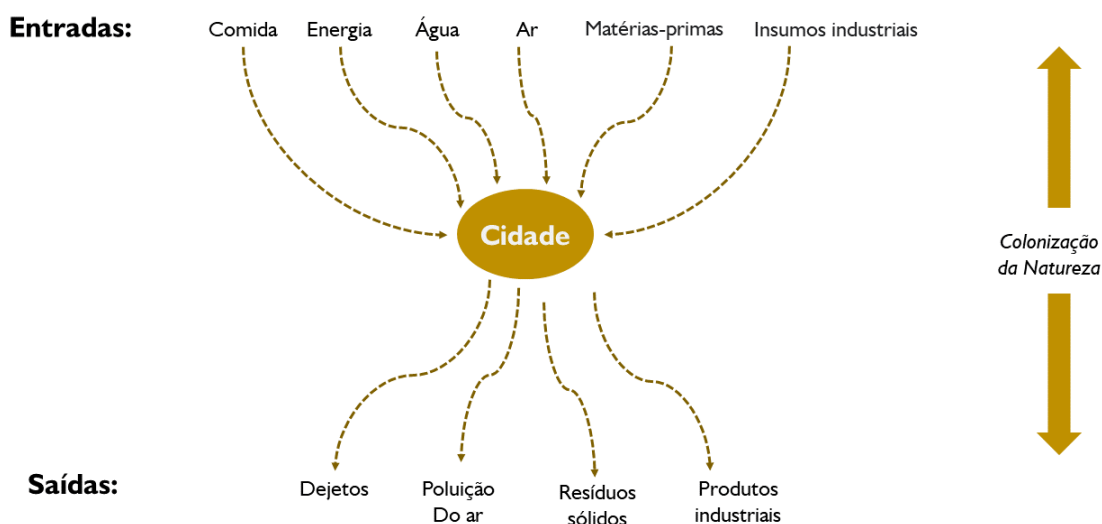 Entradas: Comida Energia Água Ar Matérias-primas Insumos industriais
Cidade
Colonização
da Natureza
Saídas: Dejetos Poluição Resíduos Produtos
Do ar sólidos industriais